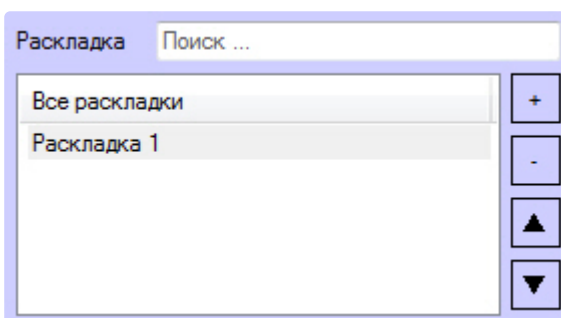 Раскладка Поиск ...
Все раскладки +
Раскладка 1
-
▲
▼